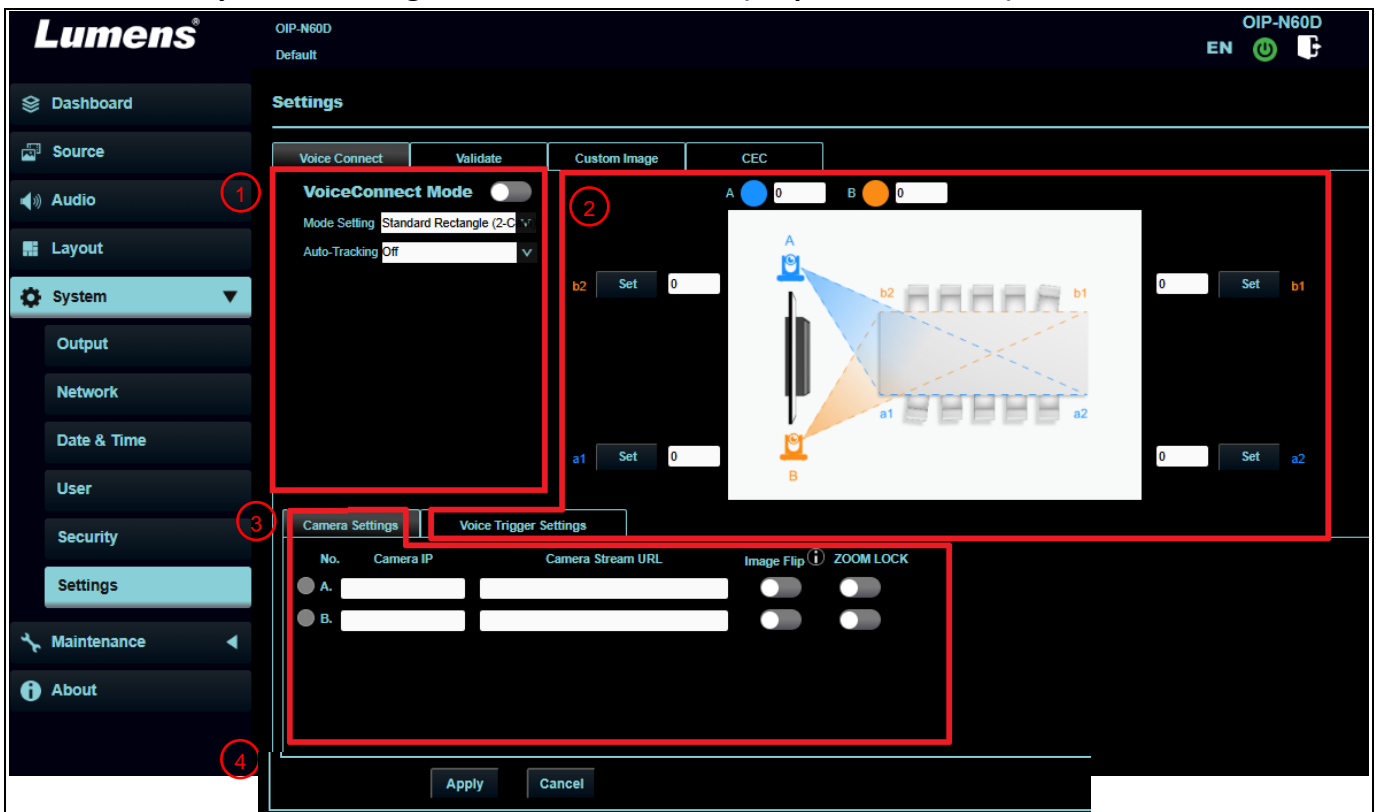 Lumens®
OIP-N60D
Default
OIP-N60D
EN
Dashboard
Source
Audio
Layout
System
Output
Network
Date & Time
User
Security
Settings
Maintenance
About
Settings
Voice Connect Validate Custom Image CEC
1
VoiceConnect Mode
Mode Setting Standard Rectangle (2-C
Auto-Tracking Off
2
A 0 B 0
b2 Set 0
0 Set b1
a1 Set 0
0 Set a2
A
b2 b1
a1 a2
B
3
Camera Settings Voice Trigger Settings
No. Camera IP Camera Stream URL Image Flip i ZOOM LOCK
A.
B.
4
Apply Cancel